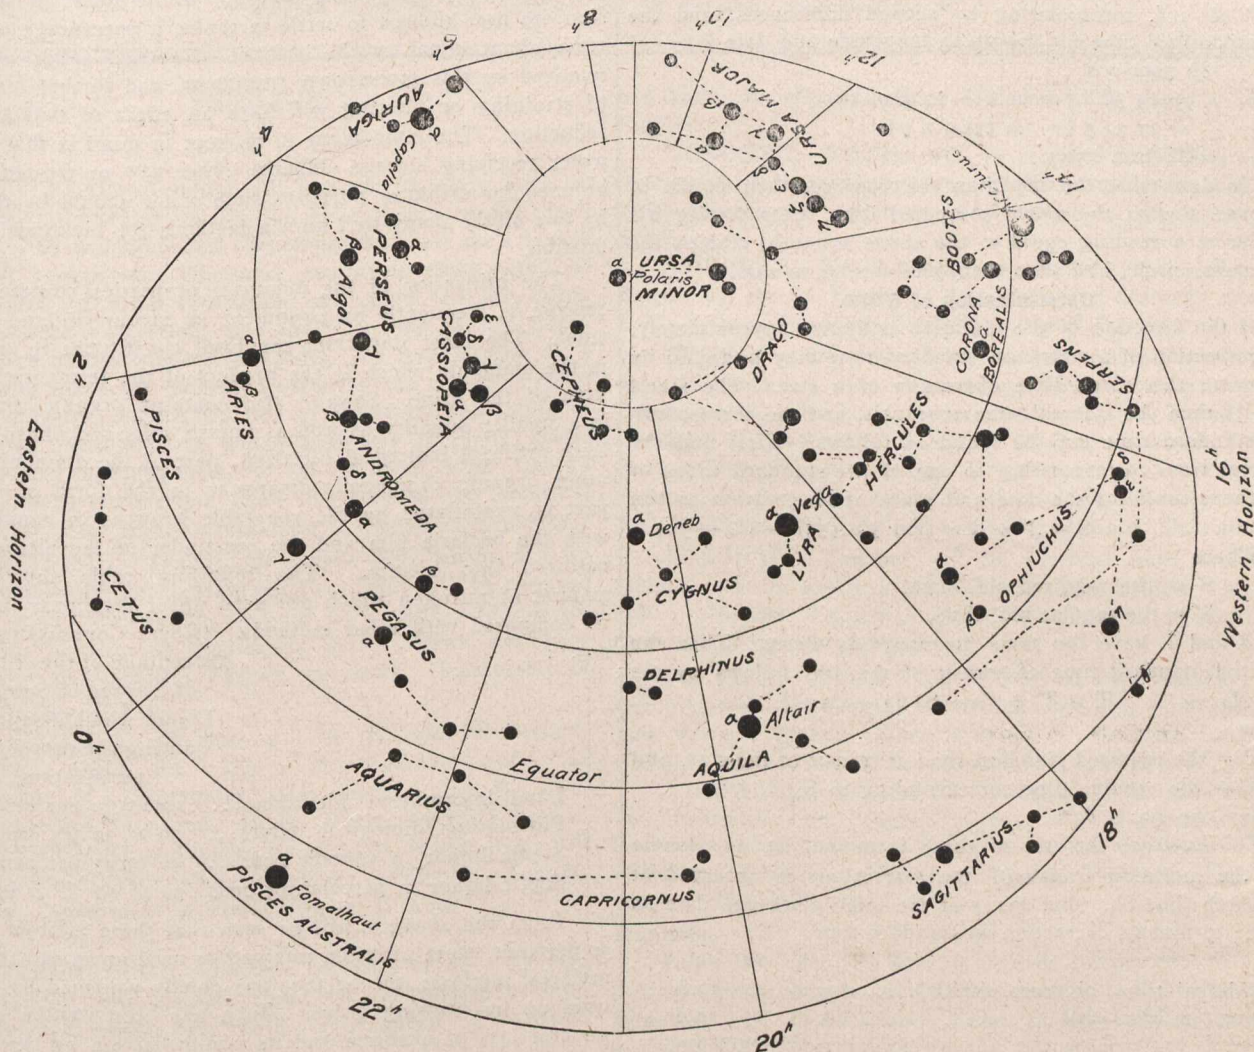 8ʰ
10ʰ
6ʰ
12ʰ
4ʰ
14ʰ
AURIGA
α
Capella
URSA MAJOR
β
α
γ
δ
ε
ζ
η
Arcturus
α
BOOTES
PERSEUS
α
β
Algol
α
URSA
Polaris
MINOR
CORONA
α
BOREALIS
DRACO
CEPHEUS
CASSIOPEIA
ε
δ
γ
α
β
SERPENS
2ʰ
α
β
ARIES
PISCES
γ
β
δ
α
ANDROMEDA
HERCULES
16ʰ
Eastern Horizon
Western Horizon
δ
ε
CETUS
γ
β
PEGASUS
α
α
Deneb
CYGNUS
α
Vega
LYRA
OPHIUCHUS
α
β
η
DELPHINUS
α
Altair
AQUILA
0ʰ
Equator
AQUARIUS
18ʰ
SAGITTARIUS
α
Fomalhaut
PISCES AUSTRALIS
CAPRICORNUS
22ʰ
20ʰ